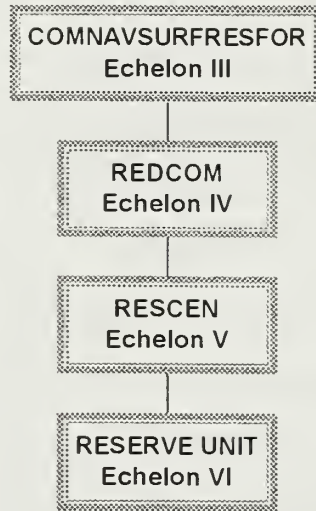 COMNAVSURFRESFOR
Echelon III
REDCOM
Echelon IV
RESCEN
Echelon V
RESERVE UNIT
Echelon VI